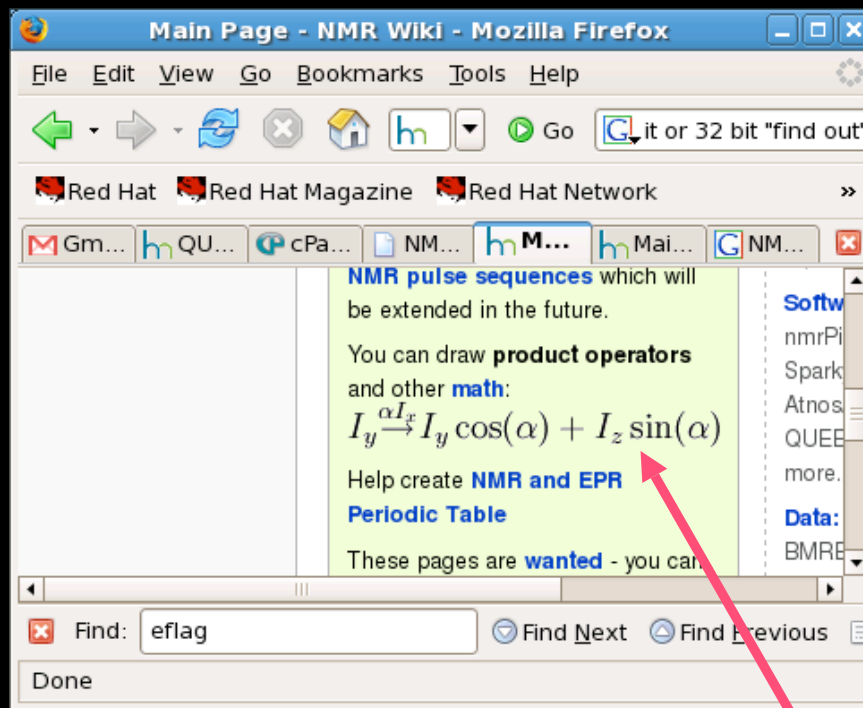 Main Page - NMR Wiki - Mozilla Firefox
File Edit View Go Bookmarks Tools Help
Go it or 32 bit "find out"
Red Hat Red Hat Magazine Red Hat Network »
Gm... QU... cPa... NM... M... Mai... NM...
NMR pulse sequences which will
be extended in the future.
You can draw product operators
and other math:
I_y \xrightarrow{αI_x} I_y cos(α) + I_z sin(α)
Help create NMR and EPR
Periodic Table
These pages are wanted - you can
Softw
nmrPi
Spark
Atnos
QUEE
more.
Data:
BMRB
Find: eflag Find Next Find Previous
Done